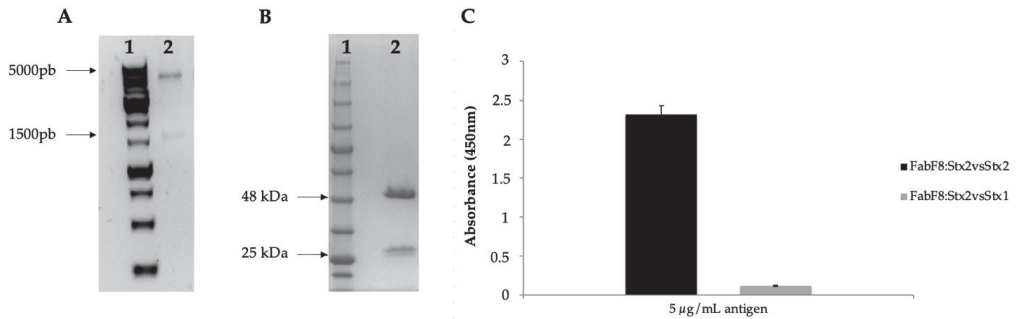 A
1 2
5000pb
1500pb
B
1 2
48 kDa
25 kDa
C
Absorbance (450nm)
3
2.5
2
1.5
1
0.5
0
5 µg/mL antigen
FabF8:Stx2vsStx2
FabF8:Stx2vsStx1